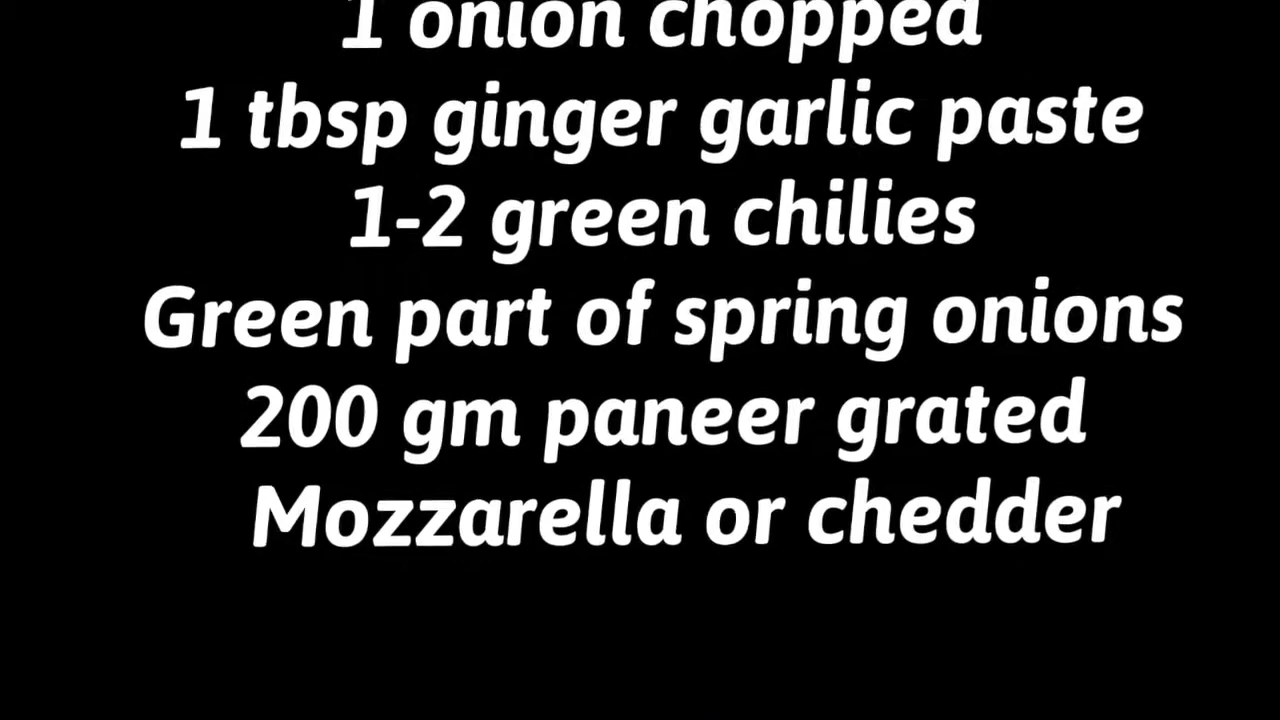 1 onion chopped
1 tbsp ginger garlic paste
1-2 green chilies
Green part of spring onions
200 gm paneer grated
Mozzarella or chedder